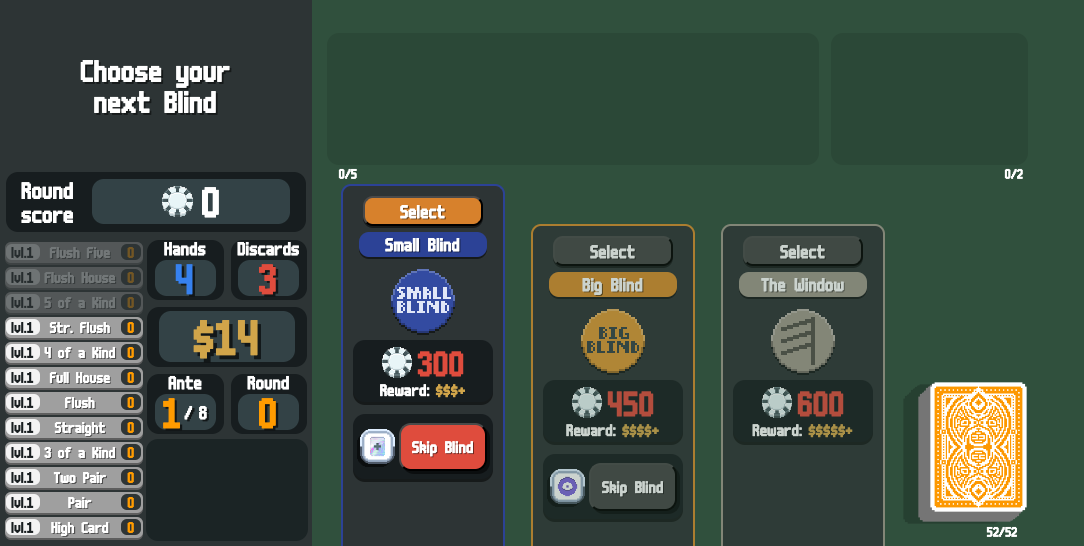 Choose your
next Blind
Round
score
0
lvl.1 Flush Five 0
lvl.1 Flush House 0
lvl.1 5 of a Kind 0
lvl.1 Str. Flush 0
lvl.1 4 of a Kind 0
lvl.1 Full House 0
lvl.1 Flush 0
lvl.1 Straight 0
lvl.1 3 of a Kind 0
lvl.1 Two Pair 0
lvl.1 Pair 0
lvl.1 High Card 0
Hands
4
Discards
3
$14
Ante
1 / 8
Round
0
0/5
0/2
Select
Small Blind
SMALL
BLIND
300
Reward: $$$+
Skip Blind
Select
Big Blind
BIG
BLIND
450
Reward: $$$$+
Skip Blind
Select
The Window
600
Reward: $$$$$+
52/52